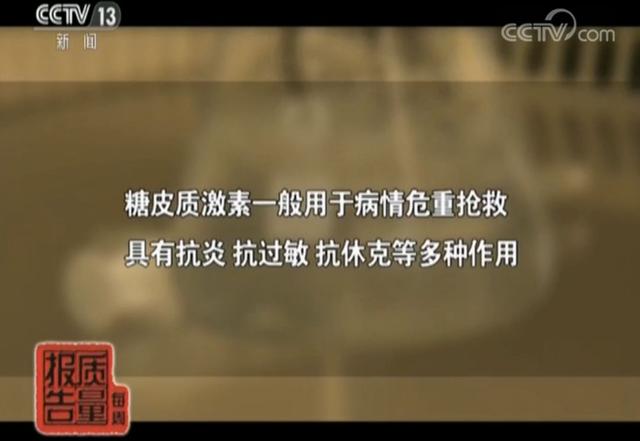 CCTV 13
新闻
CCTV.com
糖皮质激素一般用于病情危重抢救
具有抗炎 抗过敏 抗休克等多种作用
每周
质量
报告